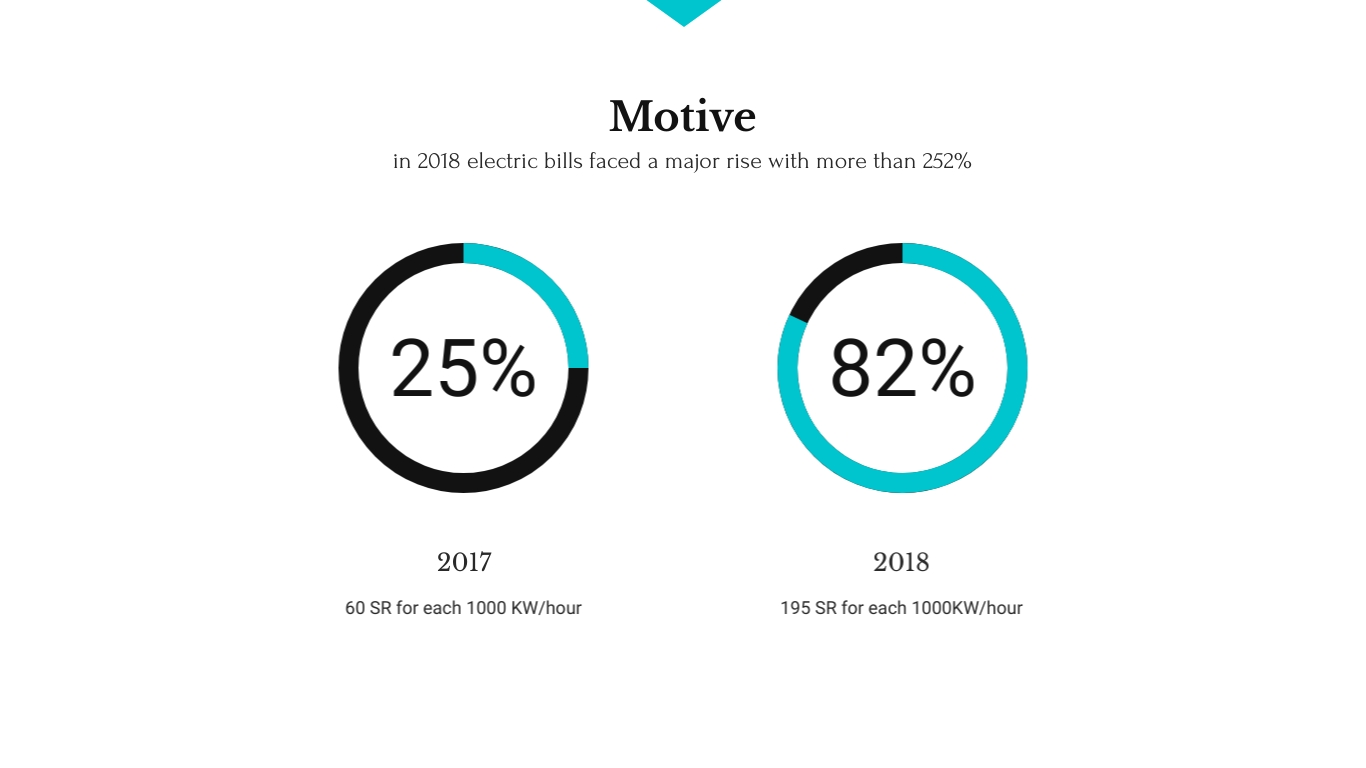 Motive
in 2018 electric bills faced a major rise with more than 252%
25%
82%
2017
2018
60 SR for each 1000 KW/hour
195 SR for each 1000KW/hour